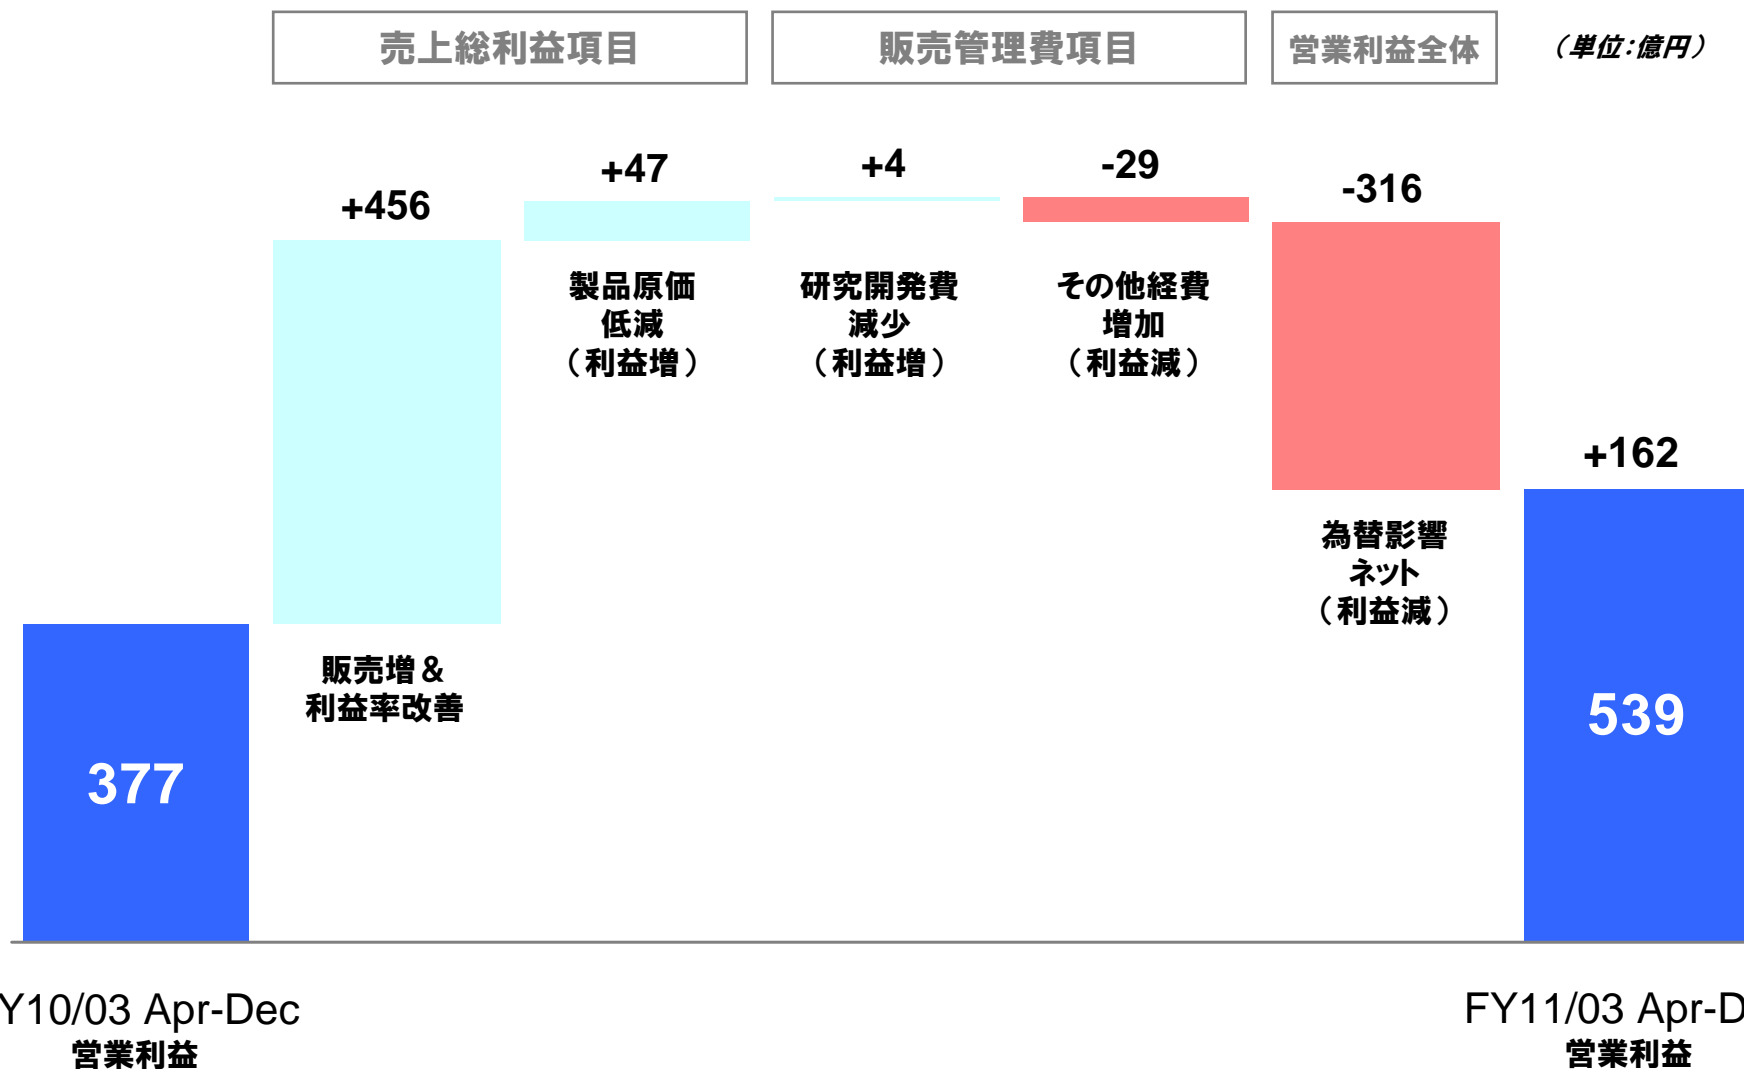 売上総利益項目
販売管理費項目
営業利益全体
（単位：億円）
+456
+47
+4
-29
-316
+162
製品原価
低減
（利益増）
研究開発費
減少
（利益増）
その他経費
増加
（利益減）
為替影響
ネット
（利益減）
販売増＆
利益率改善
377
539
Y10/03 Apr-Dec
営業利益
FY11/03 Apr-D
営業利益